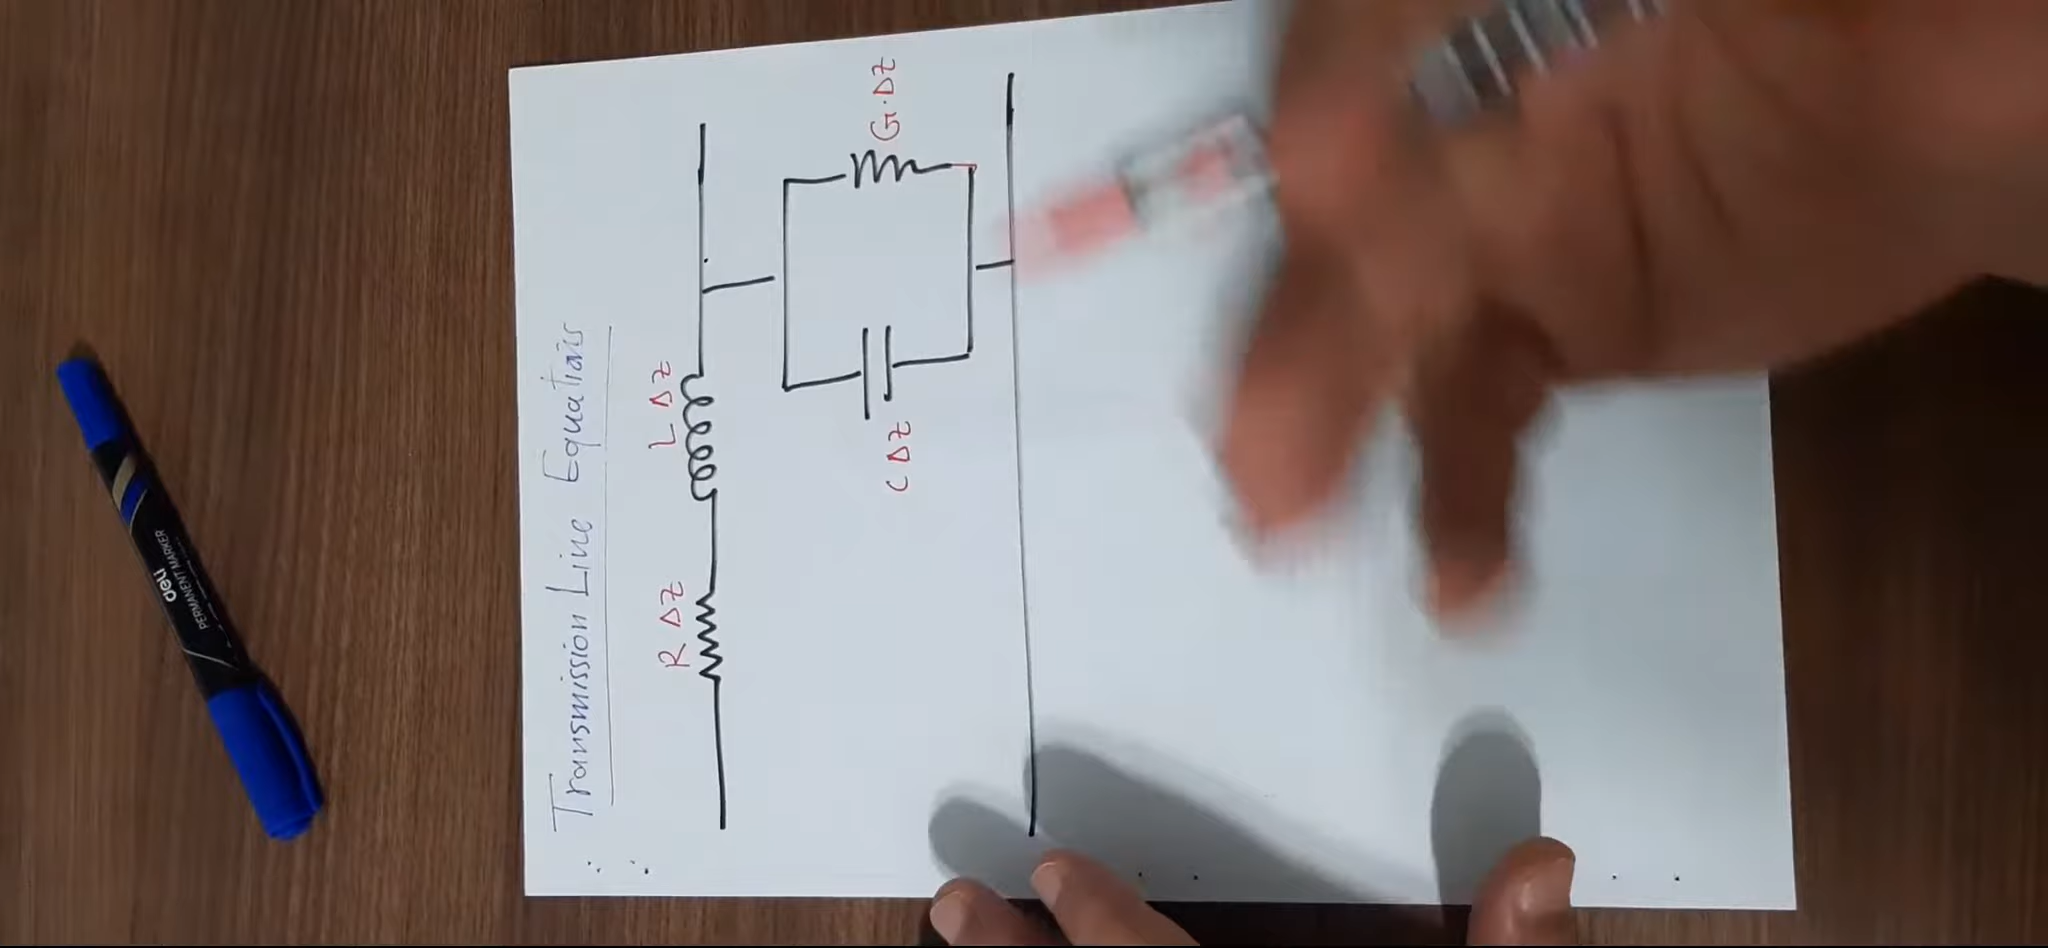 Transmission Line Equations
R Δz
L Δz
C Δz
G.Δz
deli
PERMANENT MARKER